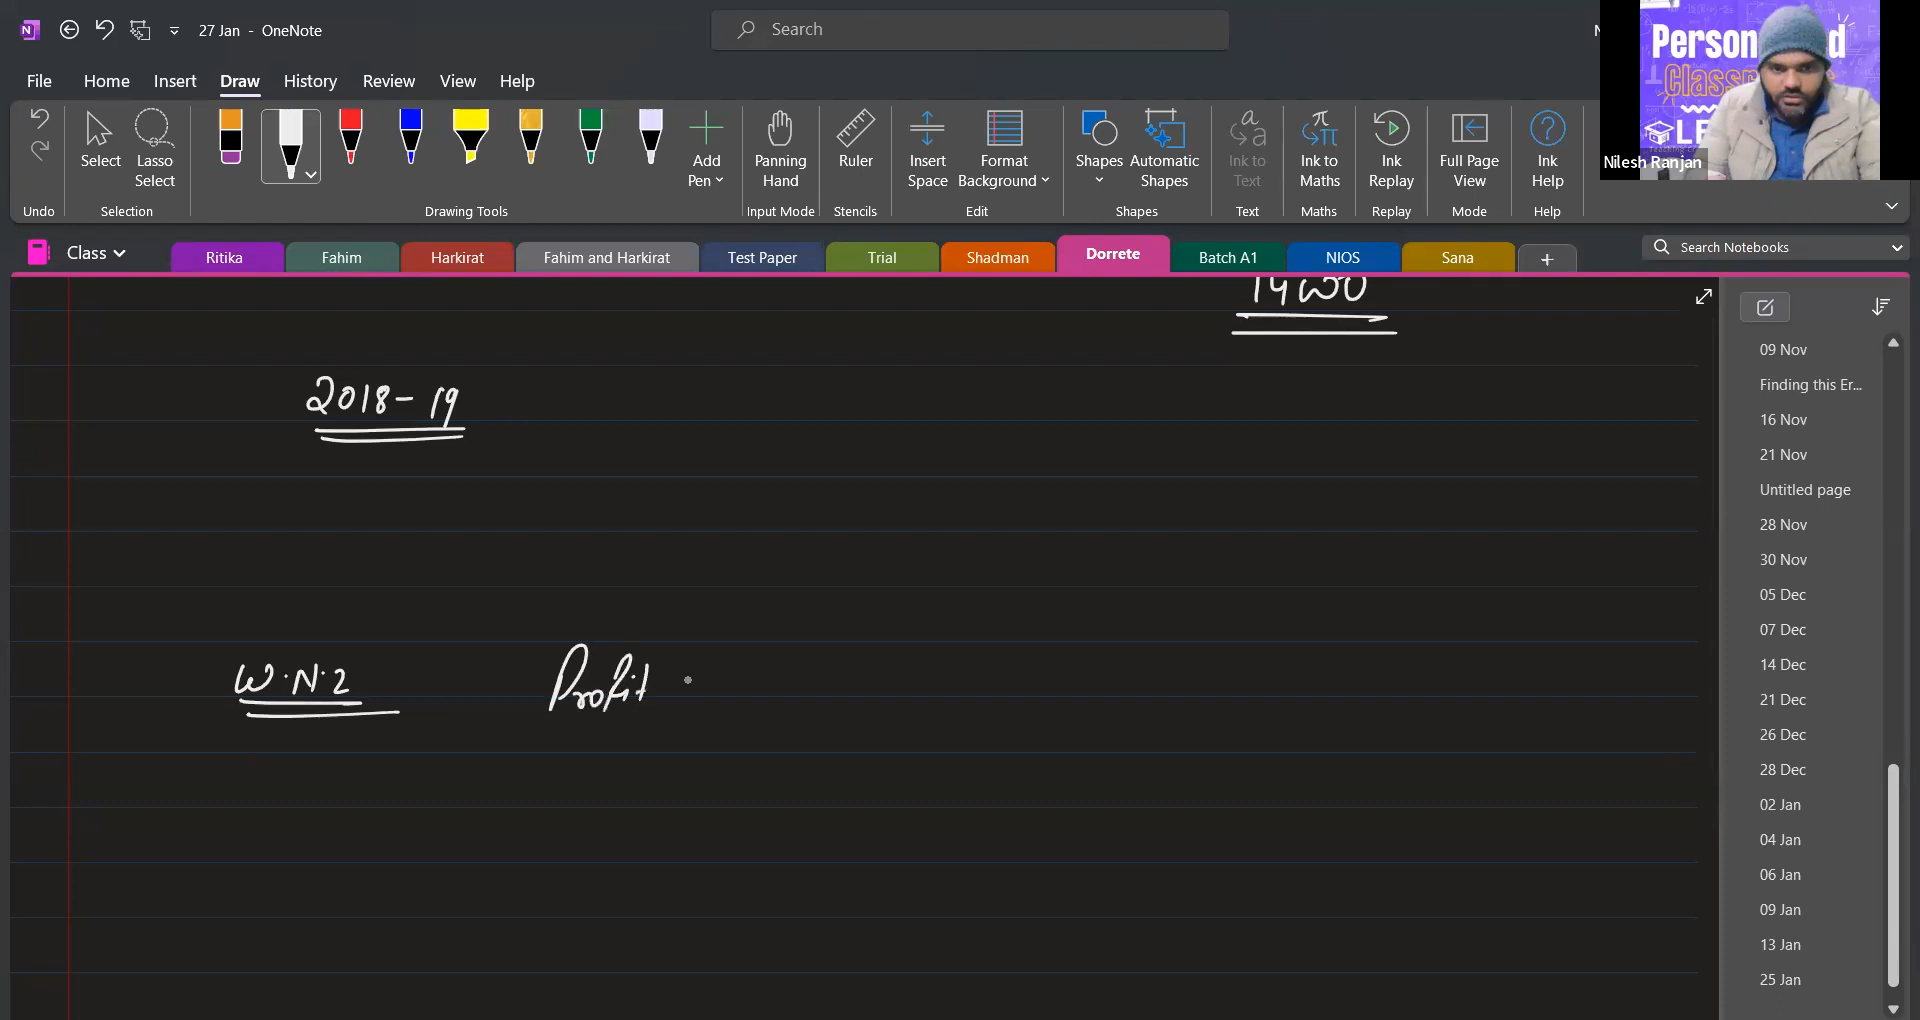 27 Jan - OneNote
Search
File Home Insert Draw History Review View Help
Undo
Select
Lasso Select
Selection
Drawing Tools
Add Pen
Panning Hand
Input Mode
Ruler
Stencils
Insert Space
Format Background
Edit
Shapes
Automatic Shapes
Shapes
Ink to Text
Text
Ink to Maths
Maths
Ink Replay
Replay
Full Page View
Mode
Ink Help
Help
Nilesh Ranjan
Class
Ritika Fahim Harkirat Fahim and Harkirat Test Paper Trial Shadman Dorrete Batch A1 NIOS Sana +
Search Notebooks
2018-19
W.N.2 Profit
09 Nov
Finding this Er...
16 Nov
21 Nov
Untitled page
28 Nov
30 Nov
05 Dec
07 Dec
14 Dec
21 Dec
26 Dec
28 Dec
02 Jan
04 Jan
06 Jan
09 Jan
13 Jan
25 Jan